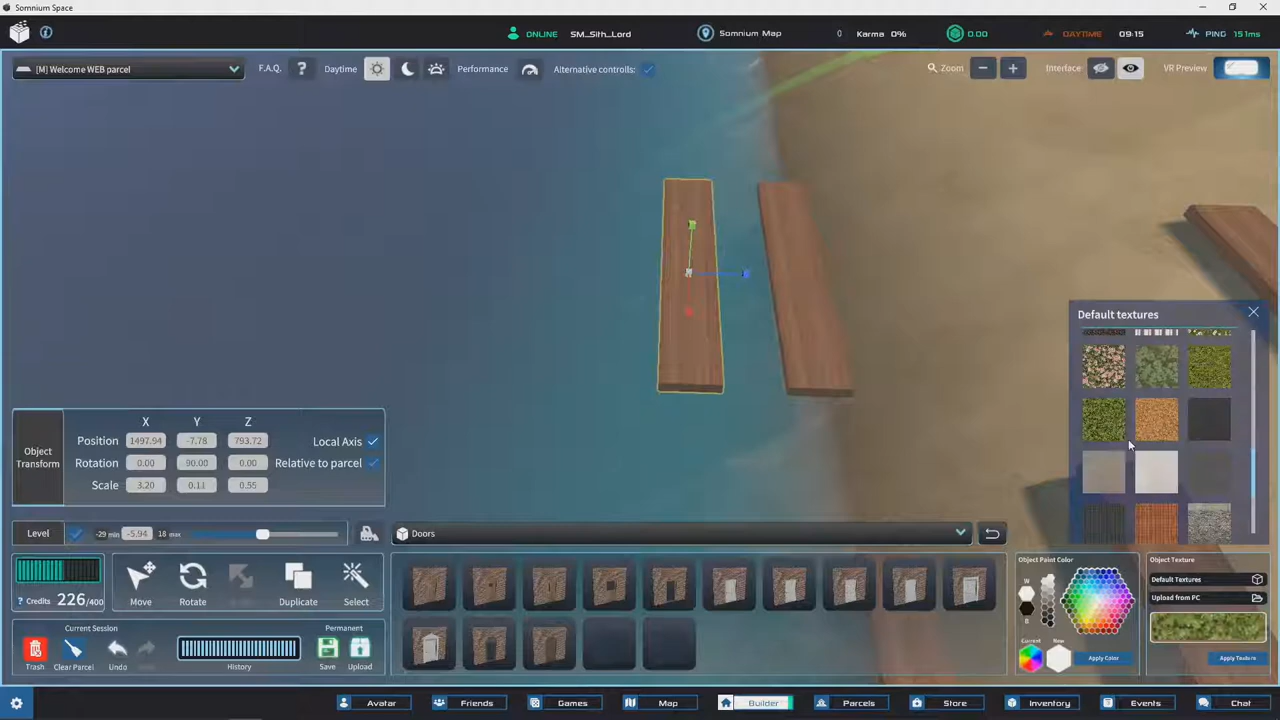 Somnium Space
ONLINE SM_Sith_Lord Somnium Map 0 Karma 0% 0.00 DAYTIME 09:15 PING 151ms
[M] Welcome WEB parcel F.A.Q. ? Daytime Performance Alternative controlls: Zoom Interface: VR Preview
Default textures
X Y Z
Object Transform
Position 1497.94 -7.78 793.72 Local Axis
Rotation 0.00 90.00 0.00 Relative to parcel
Scale 3.20 0.11 0.55
Level -29 min -5.94 18 max
Doors
Object Paint Color
W
B
Current New
Apply Color
Object Texture
Default Textures
Upload from PC
Apply Texture
? Credits 226/400
Move Rotate Duplicate Select
Current Session Permanent
Trash Clear Parcel Undo History Save Upload
Avatar Friends Games Map Builder Parcels Store Inventory Events Chat